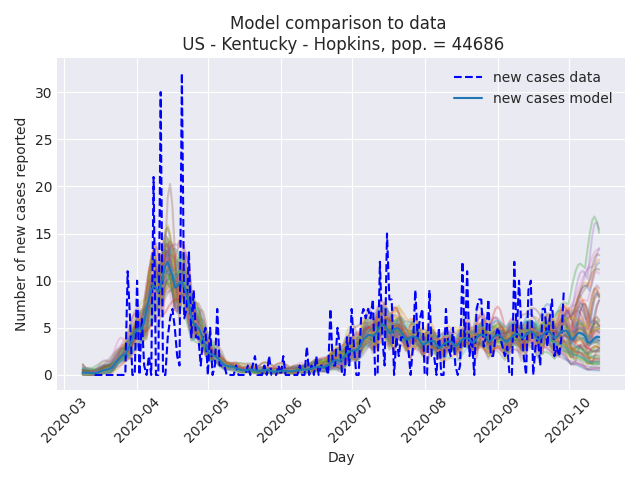 Model comparison to data
US - Kentucky - Hopkins, pop. = 44686
new cases data
new cases model
Number of new cases reported
30
25
20
15
10
5
0
2020-03
2020-04
2020-05
2020-06
2020-07
2020-08
2020-09
2020-10
Day